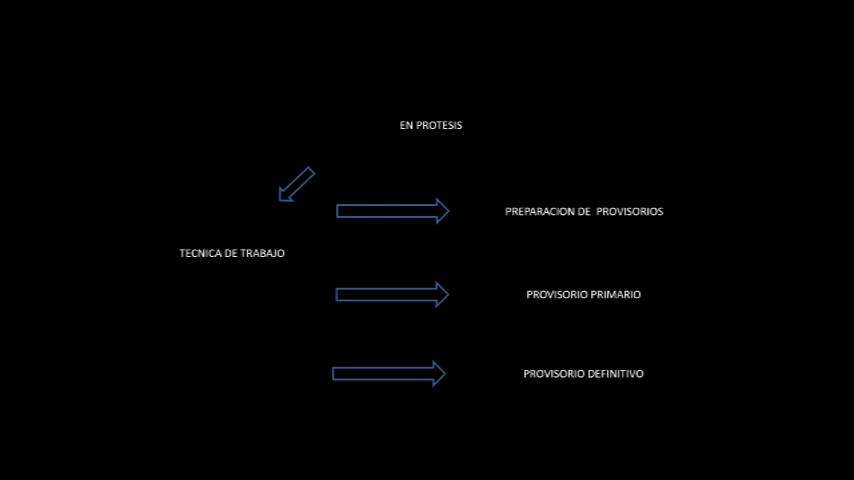 EN PROTESIS
PREPARACION DE PROVISORIOS
TECNICA DE TRABAJO
PROVISORIO PRIMARIO
PROVISORIO DEFINITIVO